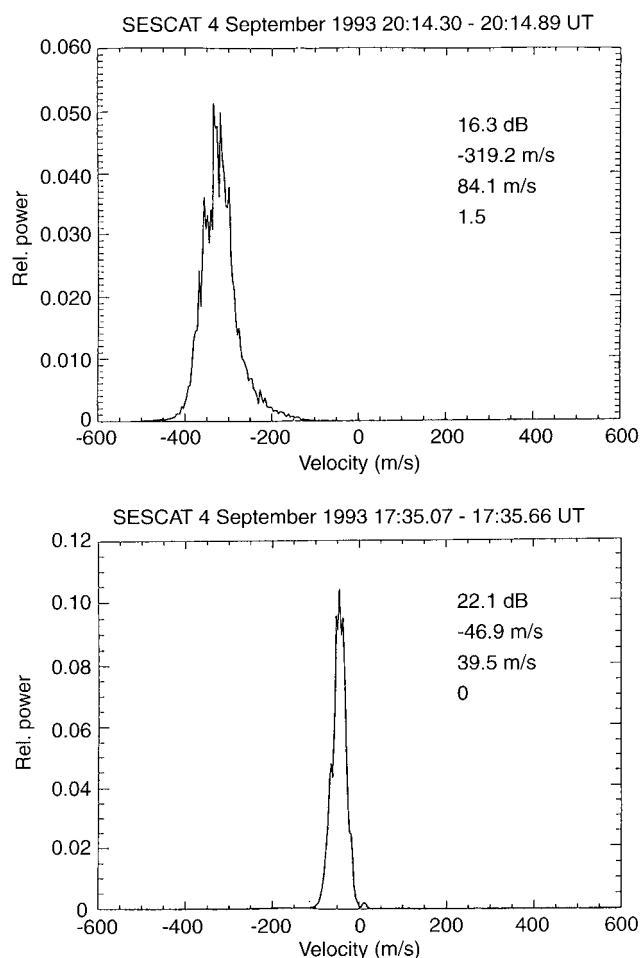 SESCAT 4 September 1993 20:14.30 - 20:14.89 UT
0.060
0.050
0.040
0.030
0.020
0.010
0
Rel. power
16.3 dB
-319.2 m/s
84.1 m/s
1.5
-600 -400 -200 0 200 400 600
Velocity (m/s)
SESCAT 4 September 1993 17:35.07 - 17:35.66 UT
0.12
0.10
0.08
0.06
0.04
0.02
0
Rel. power
22.1 dB
-46.9 m/s
39.5 m/s
0
-600 -400 -200 0 200 400 600
Velocity (m/s)